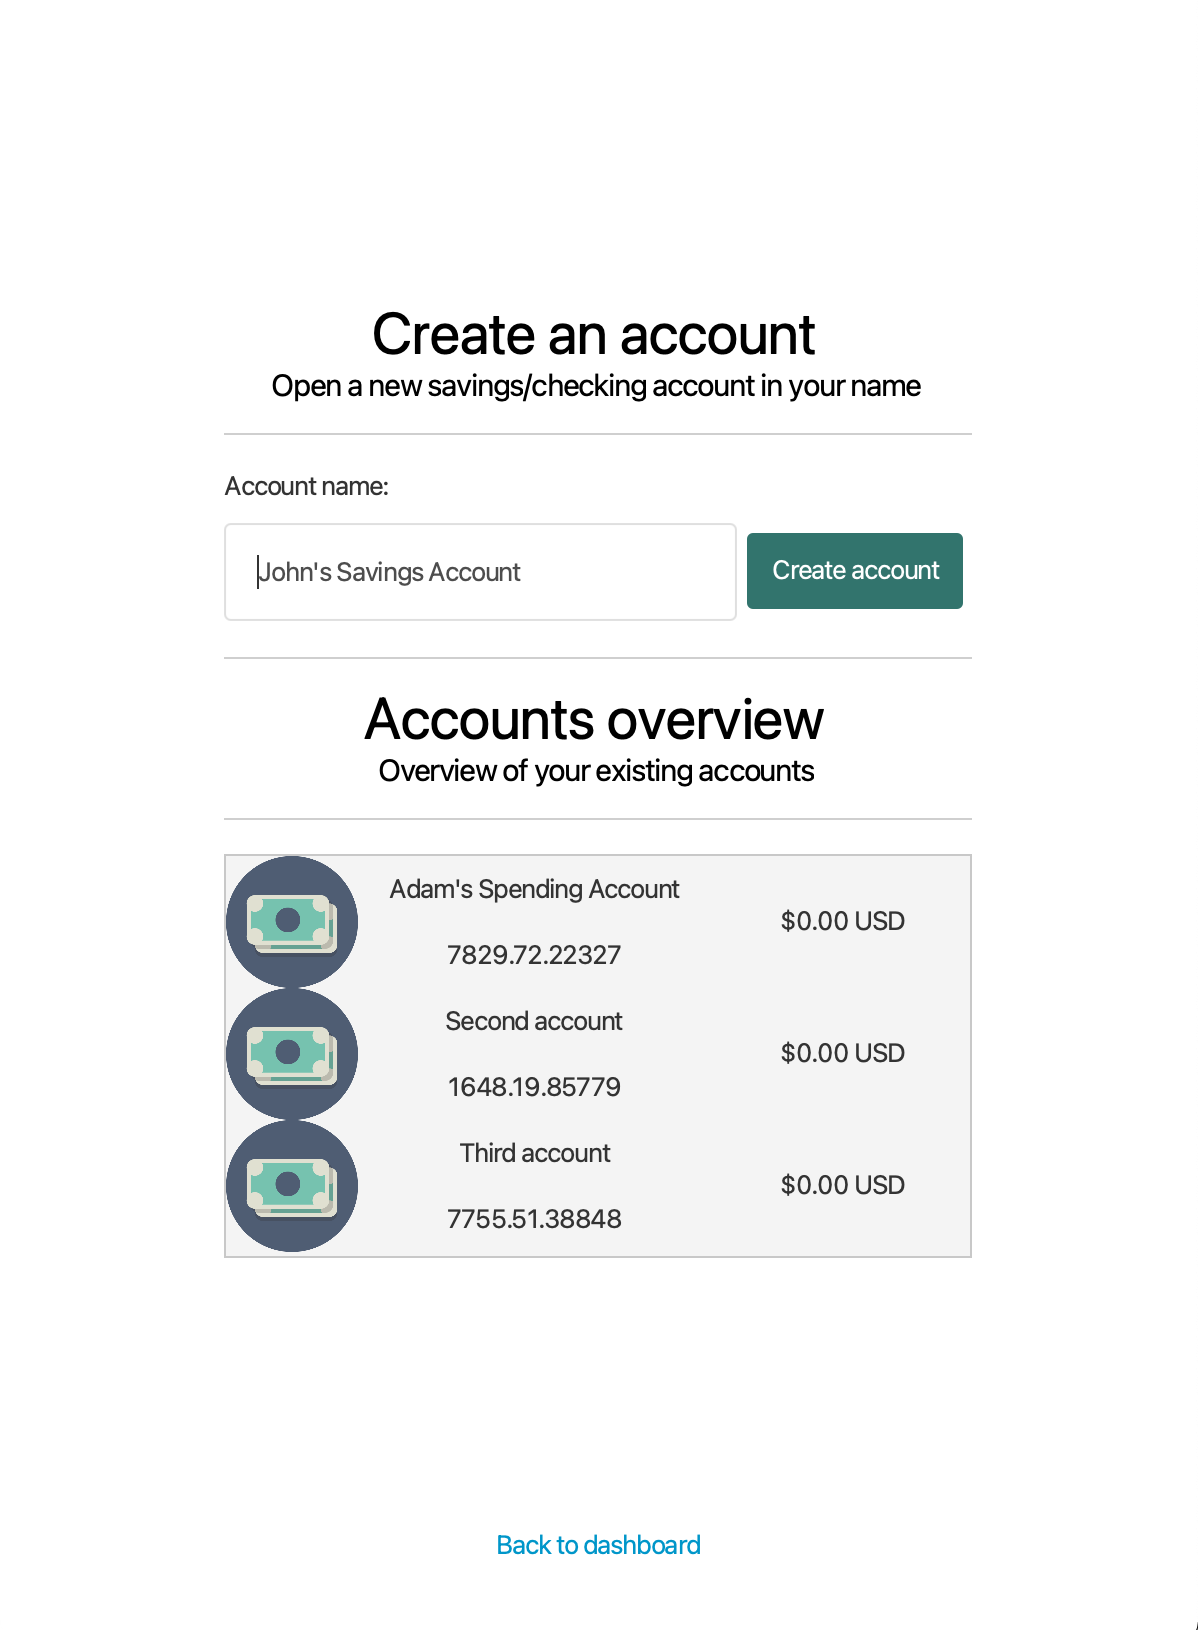 Create an account
Open a new savings/checking account in your name
Account name:
John's Savings Account
Create account
Accounts overview
Overview of your existing accounts
Adam's Spending Account
$0.00 USD
7829.72.22327
Second account
$0.00 USD
1648.19.85779
Third account
$0.00 USD
7755.51.38848
Back to dashboard